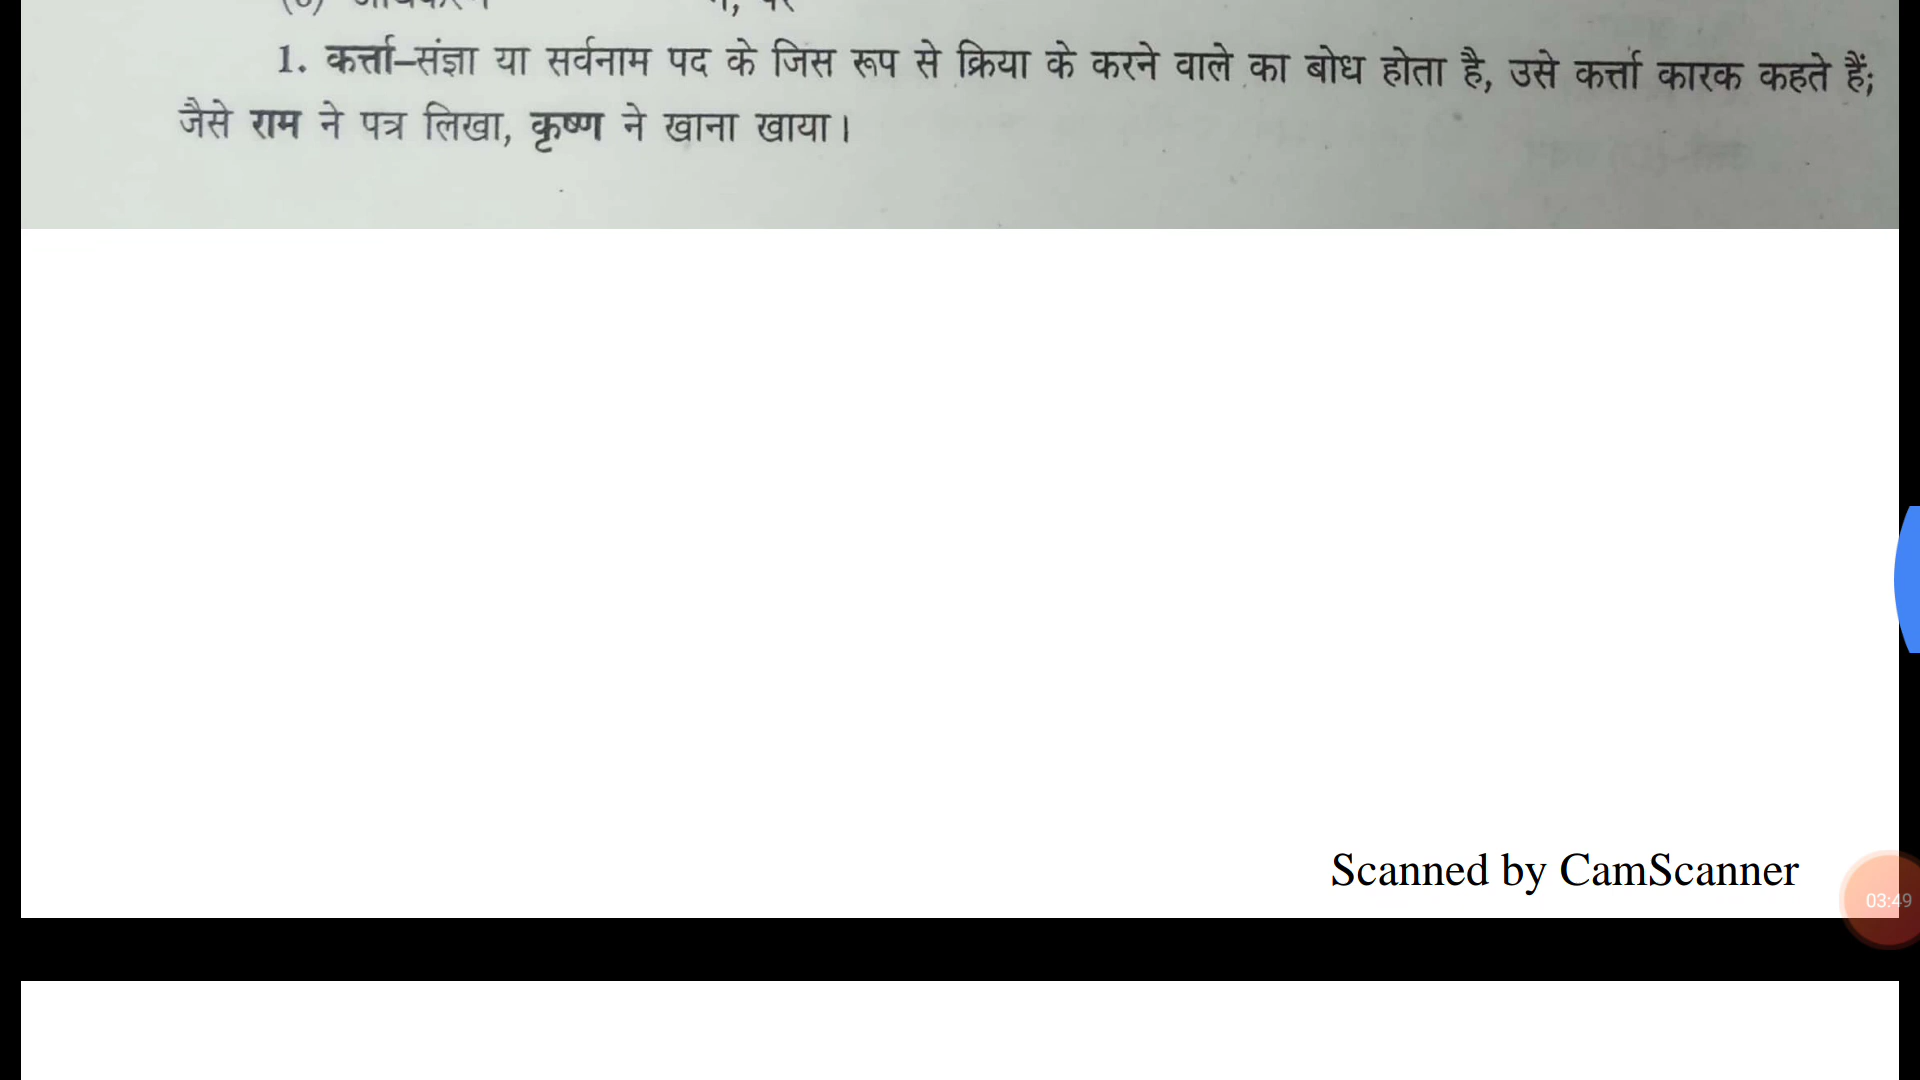 1. कर्त्ता–संज्ञा या सर्वनाम पद के जिस रूप से क्रिया के करने वाले का बोध होता है, उसे कर्त्ता कारक कहते हैं;
जैसे राम ने पत्र लिखा, कृष्ण ने खाना खाया।
Scanned by CamScanner
03:49